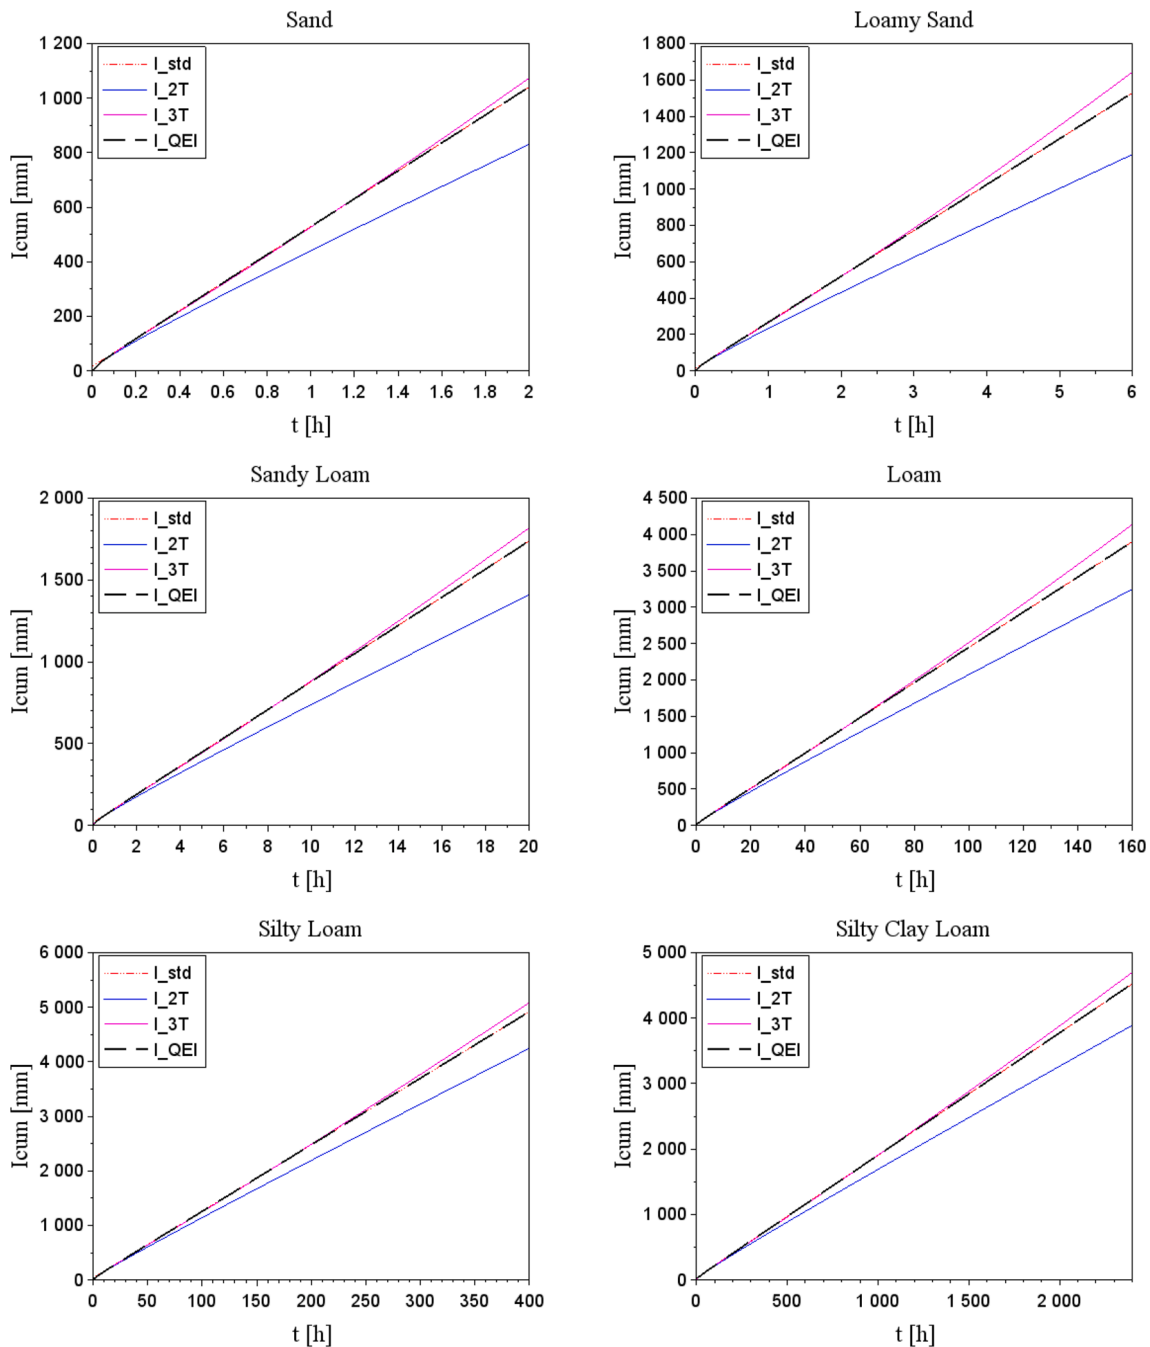 Sand
1 200
1 000
800
600
400
200
0
Icum [mm]
I_std
I_2T
I_3T
I_QEI
0 0.2 0.4 0.6 0.8 1 1.2 1.4 1.6 1.8 2
t [h]
Loamy Sand
1 800
1 600
1 400
1 200
1 000
800
600
400
200
0
Icum [mm]
I_std
I_2T
I_3T
I_QEI
0 1 2 3 4 5 6
t [h]
Sandy Loam
2 000
1 500
1 000
500
0
Icum [mm]
I_std
I_2T
I_3T
I_QEI
0 2 4 6 8 10 12 14 16 18 20
t [h]
Loam
4 500
4 000
3 500
3 000
2 500
2 000
1 500
1 000
500
0
Icum [mm]
I_std
I_2T
I_3T
I_QEI
0 20 40 60 80 100 120 140 160
t [h]
Silty Loam
6 000
5 000
4 000
3 000
2 000
1 000
0
Icum [mm]
I_std
I_2T
I_3T
I_QEI
0 50 100 150 200 250 300 350 400
t [h]
Silty Clay Loam
5 000
4 000
3 000
2 000
1 000
0
Icum [mm]
I_std
I_2T
I_3T
I_QEI
0 500 1 000 1 500 2 000
t [h]